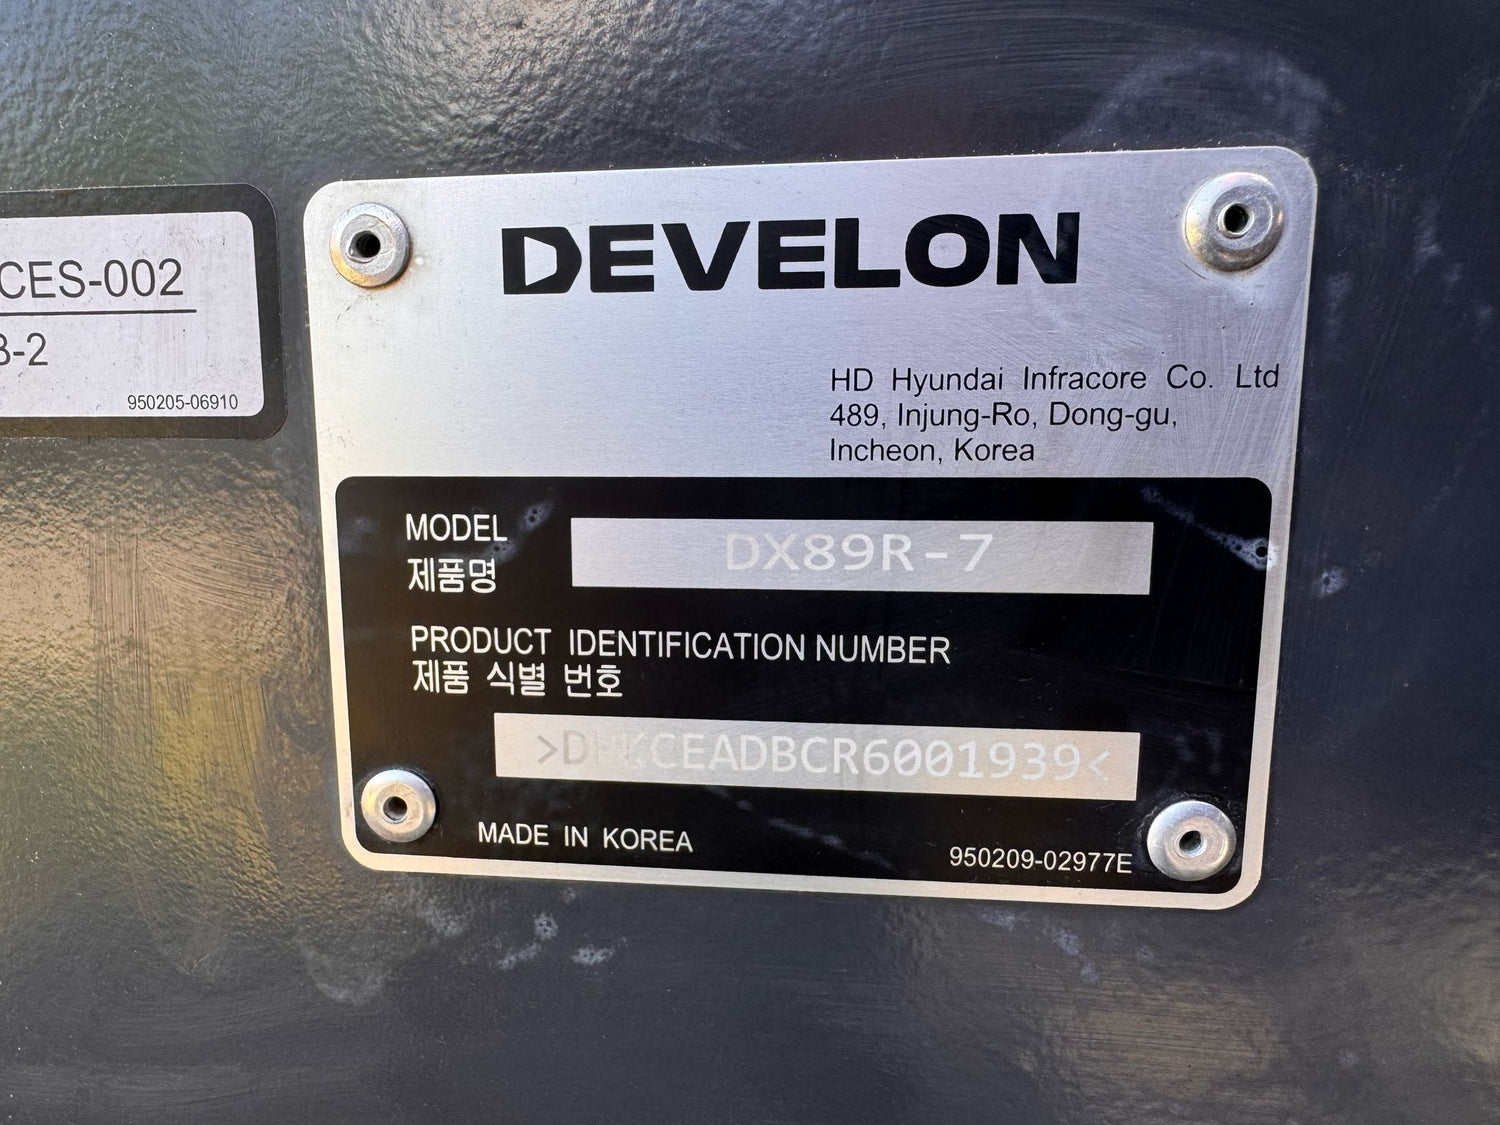 CES-002
3-2
950205-06910
DEVELON
HD Hyundai Infracore Co. Ltd
489, Injung-Ro, Dong-gu,
Incheon, Korea
MODEL
제품명
DX89R-7
PRODUCT IDENTIFICATION NUMBER
제품 식별 번호
>DHKCEADBCR6001939<
MADE IN KOREA
950209-02977E